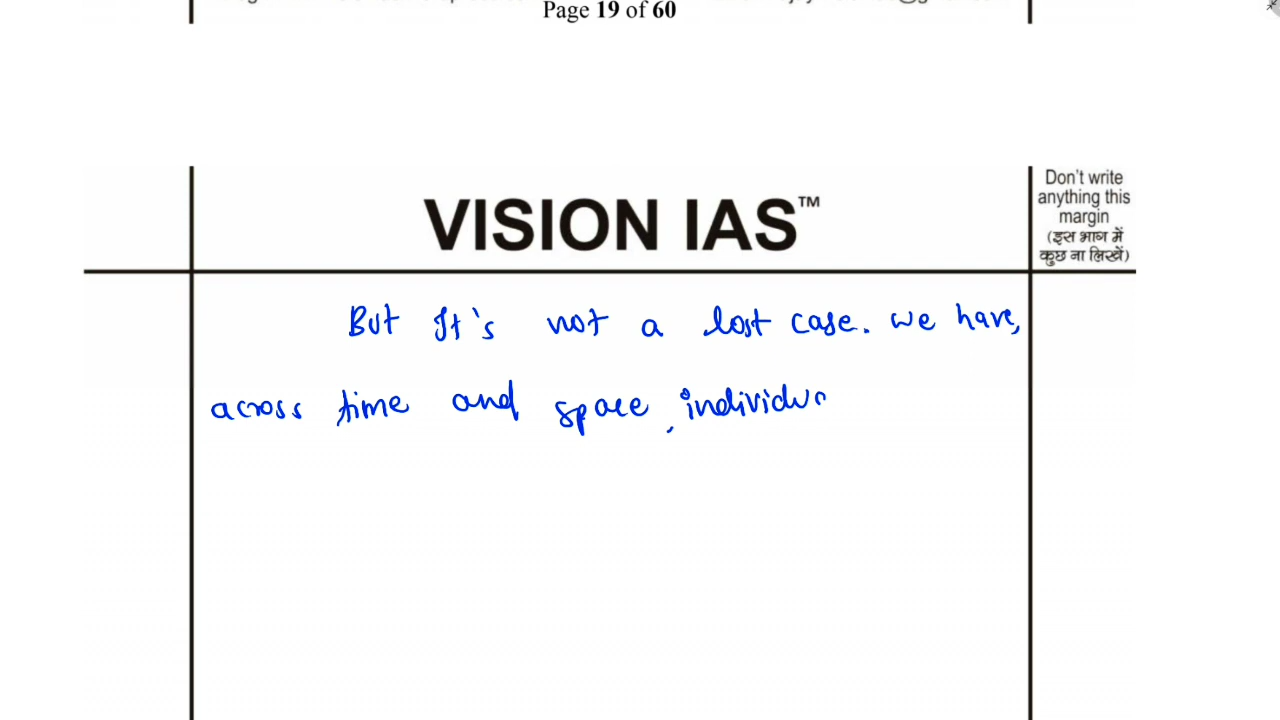 Page 19 of 60
VISION IAS™
Don't write
anything this
margin
(इस भाग में
कुछ ना लिखें)
But It's not a lost case. we have,
across time and space, individua